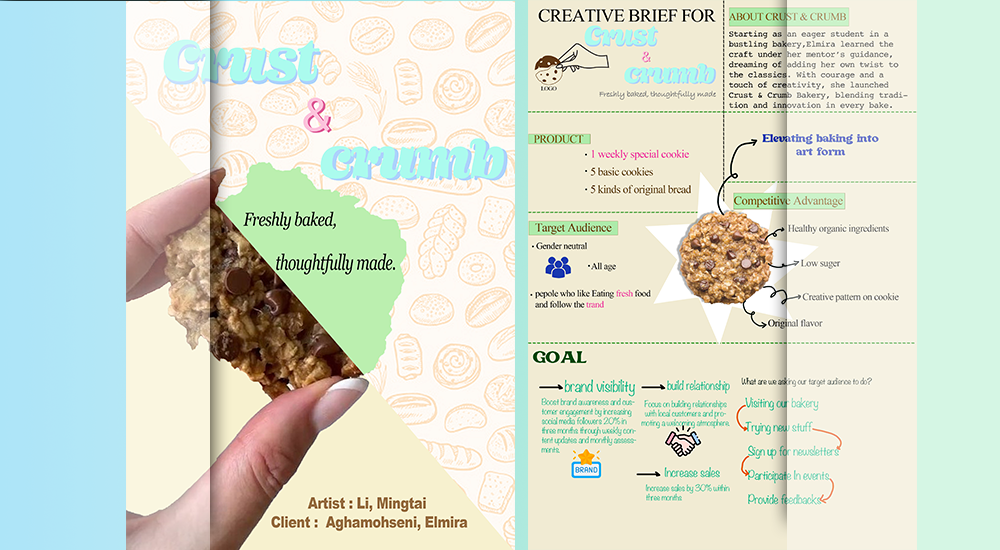 Crust
&
crumb
Freshly baked,
thoughtfully made.
Artist : Li, Mingtai
Client : Aghamohseni, Elmira
CREATIVE BRIEF FOR
Crust
&
crumb
LOGO
Freshly baked, thoughtfully made
ABOUT CRUST & CRUMB
Starting as an eager student in a
bustling bakery,Elmira learned the
craft under her mentor's guidance,
dreaming of adding her own twist to
the classics. With courage and a
touch of creativity, she launched
Crust & Crumb Bakery, blending tradi-
tion and innovation in every bake.
PRODUCT
• 1 weekly special cookie
• 5 basic cookies
• 5 kinds of original bread
Elevating baking into
art form
Target Audience
• Gender neutral
•All age
• pepole who like Eating fresh food
and follow the trand
Competitive Advantage
Healthy organic ingredients
Low suger
Creative pattern on cookie
Original flavor
GOAL
brand visibility
Boost brand awareness and cus-
tomer engagement by increasing
social media followers 20% in
three months through weekly con-
tent updates and monthly assess-
ments.
BRAND
build relationship
Focus on building relationships
with local customers and pro-
moting a welcoming atmosphere.
Increase sales
Increase sales by 30% within
three months
What are we asking our target audience to do?
Visiting our bakery
Trying new stuff
Sign up for newsletters
Participate In events
Provide feedbacks